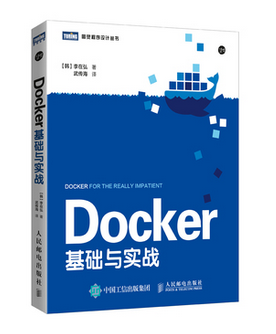 TURING
图灵程序设计丛书
【韩】李在弘 著
武传海 译
DOCKER FOR THE REALLY IMPATIENT
Docker
基础与实战
中国工信出版集团
人民邮电出版社
Docker
基础与实战
人民邮电出版社